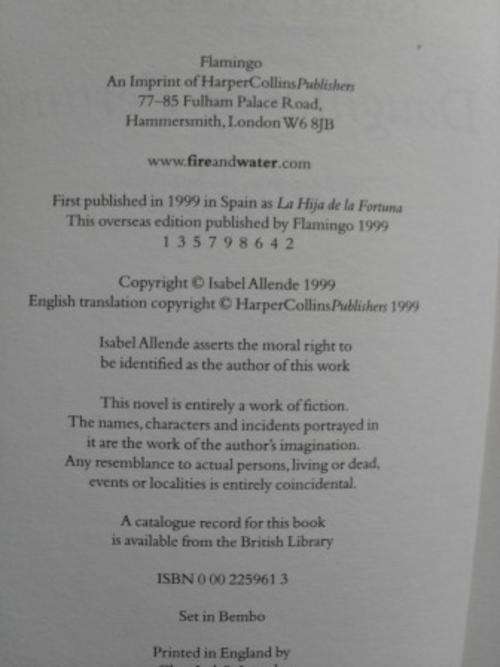 Flamingo
An Imprint of HarperCollinsPublishers
77–85 Fulham Palace Road,
Hammersmith, London W6 8JB
www.fireandwater.com
First published in 1999 in Spain as La Hija de la Fortuna
This overseas edition published by Flamingo 1999
1 3 5 7 9 8 6 4 2
Copyright © Isabel Allende 1999
English translation copyright © HarperCollinsPublishers 1999
Isabel Allende asserts the moral right to
be identified as the author of this work
This novel is entirely a work of fiction.
The names, characters and incidents portrayed in
it are the work of the author's imagination.
Any resemblance to actual persons, living or dead,
events or localities is entirely coincidental.
A catalogue record for this book
is available from the British Library
ISBN 0 00 225961 3
Set in Bembo
Printed in England by